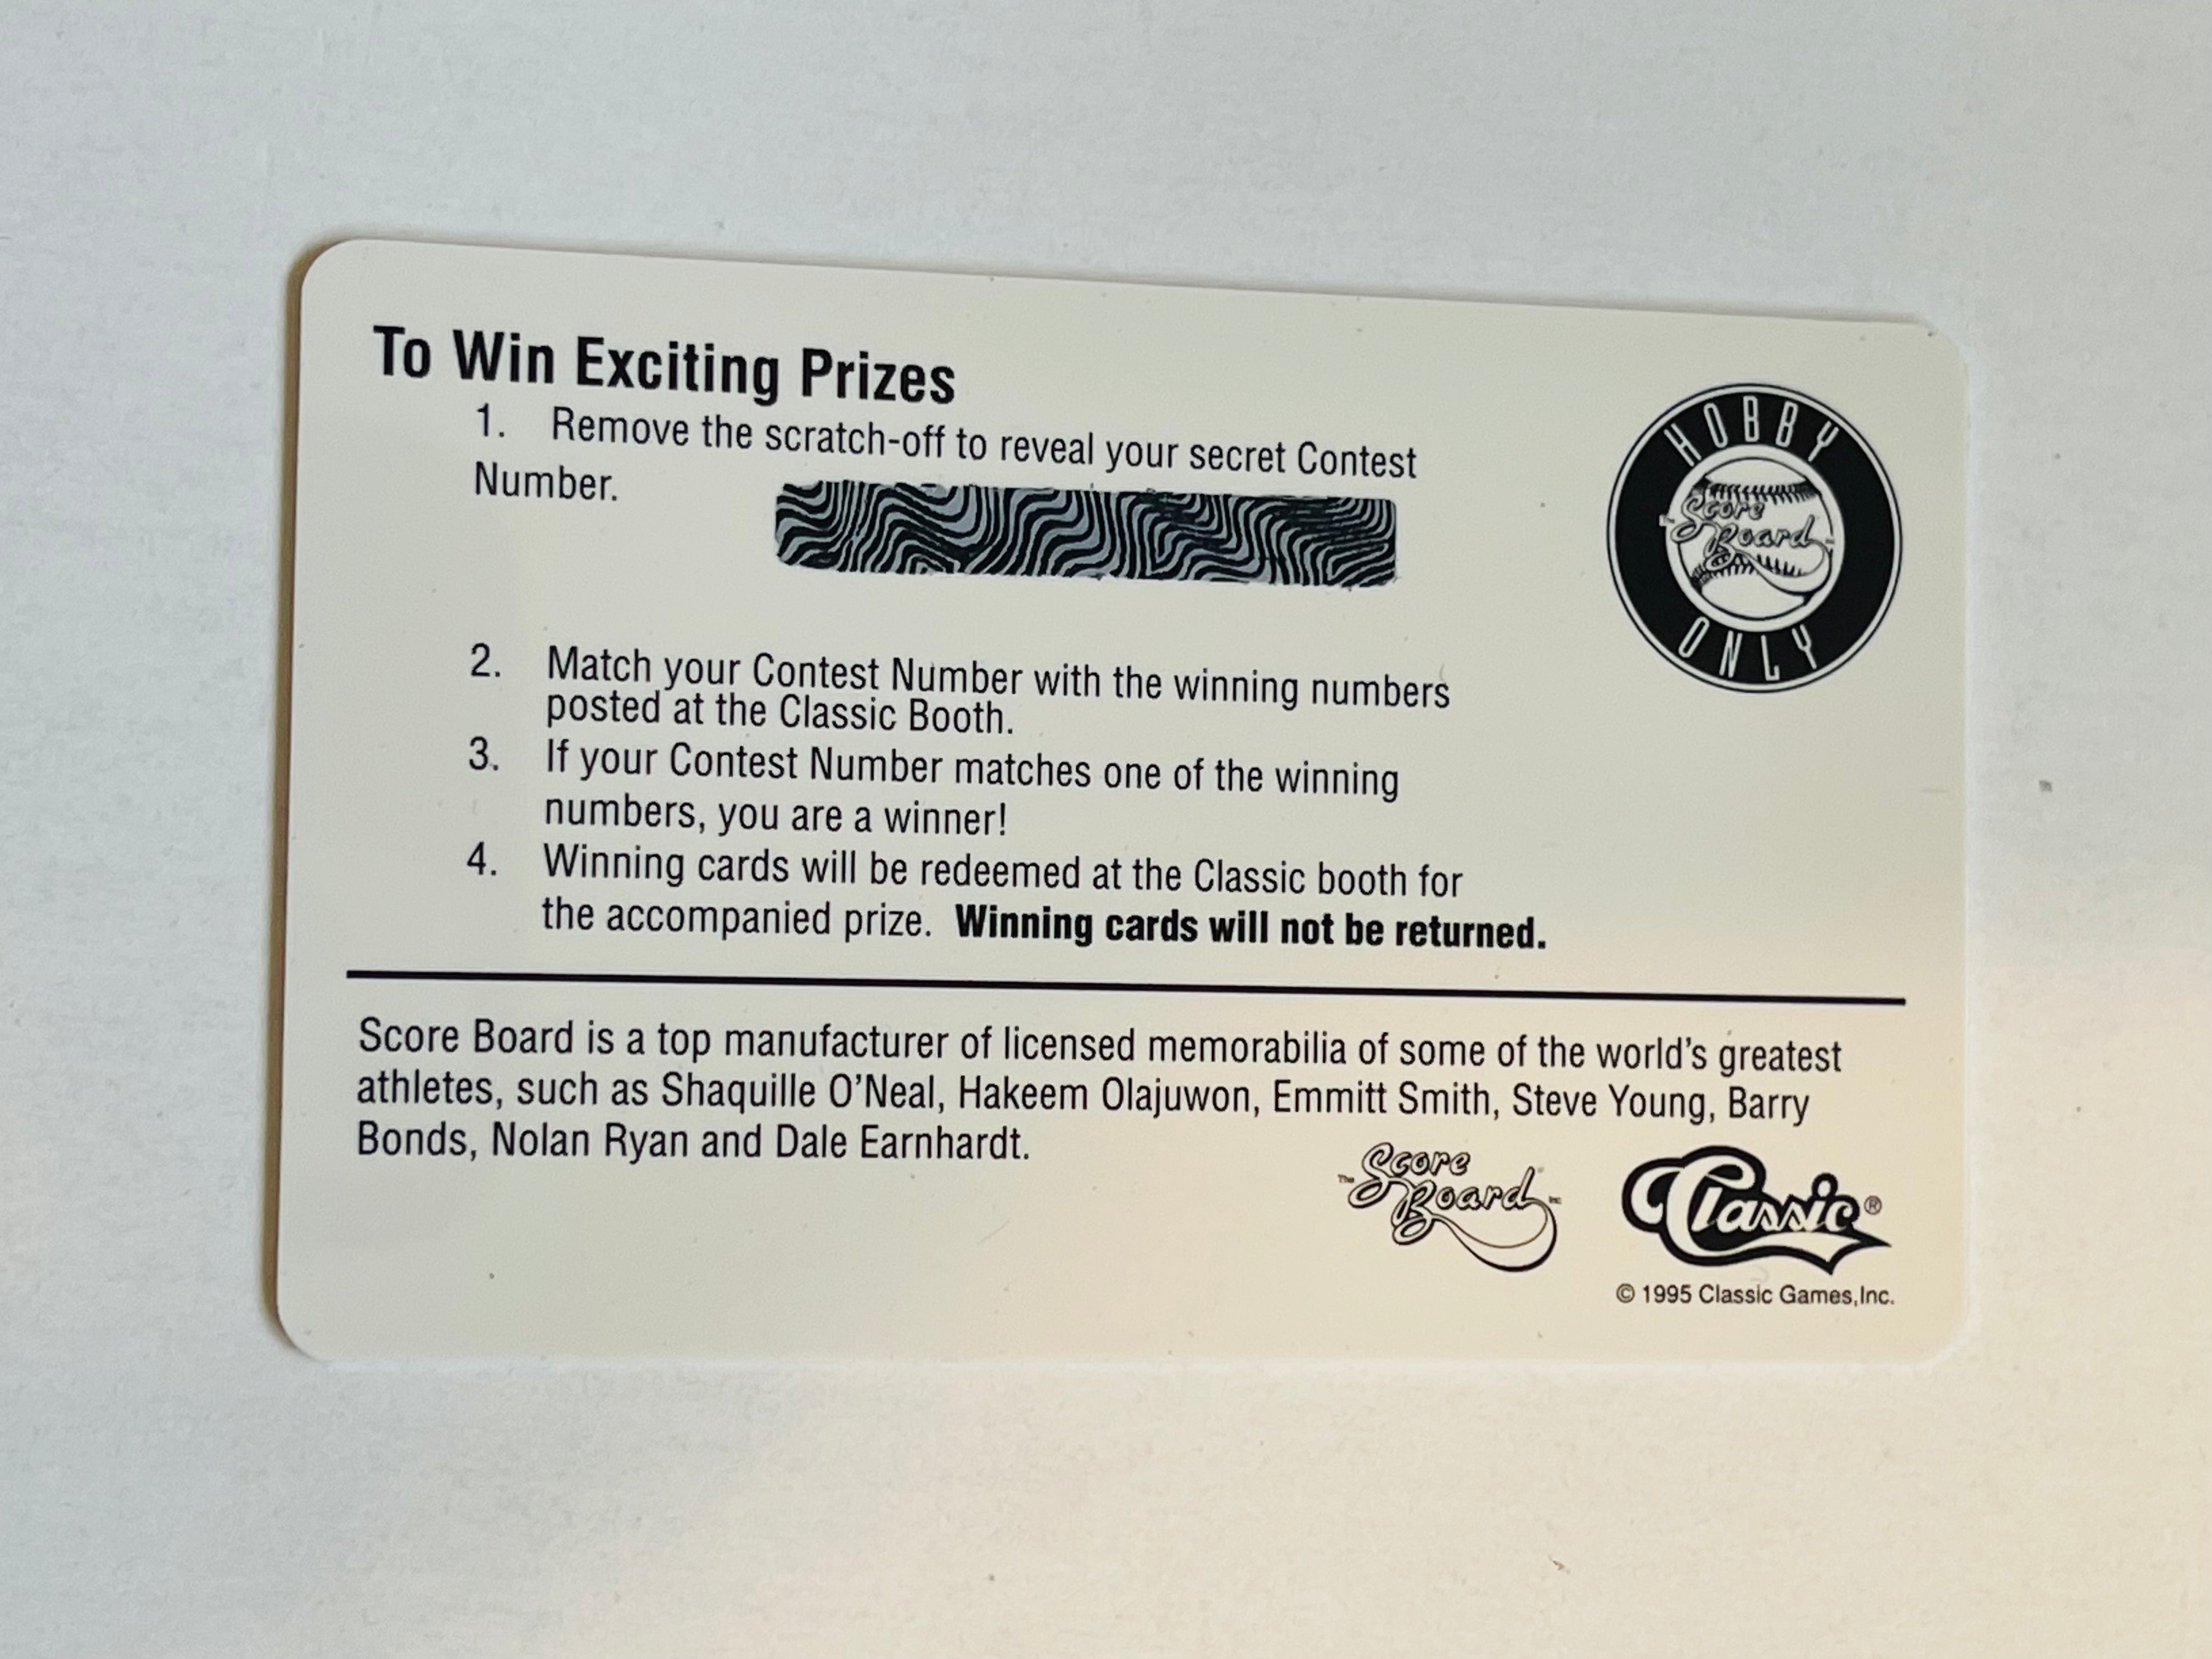 To Win Exciting Prizes
1. Remove the scratch-off to reveal your secret Contest
Number.
HOBBY
The Score
Board Inc
ONLY
2. Match your Contest Number with the winning numbers
posted at the Classic Booth.
3. If your Contest Number matches one of the winning
numbers, you are a winner!
4. Winning cards will be redeemed at the Classic booth for
the accompanied prize. Winning cards will not be returned.
Score Board is a top manufacturer of licensed memorabilia of some of the world's greatest
athletes, such as Shaquille O'Neal, Hakeem Olajuwon, Emmitt Smith, Steve Young, Barry
Bonds, Nolan Ryan and Dale Earnhardt.
The Score
Board Inc
Classic®
© 1995 Classic Games,Inc.